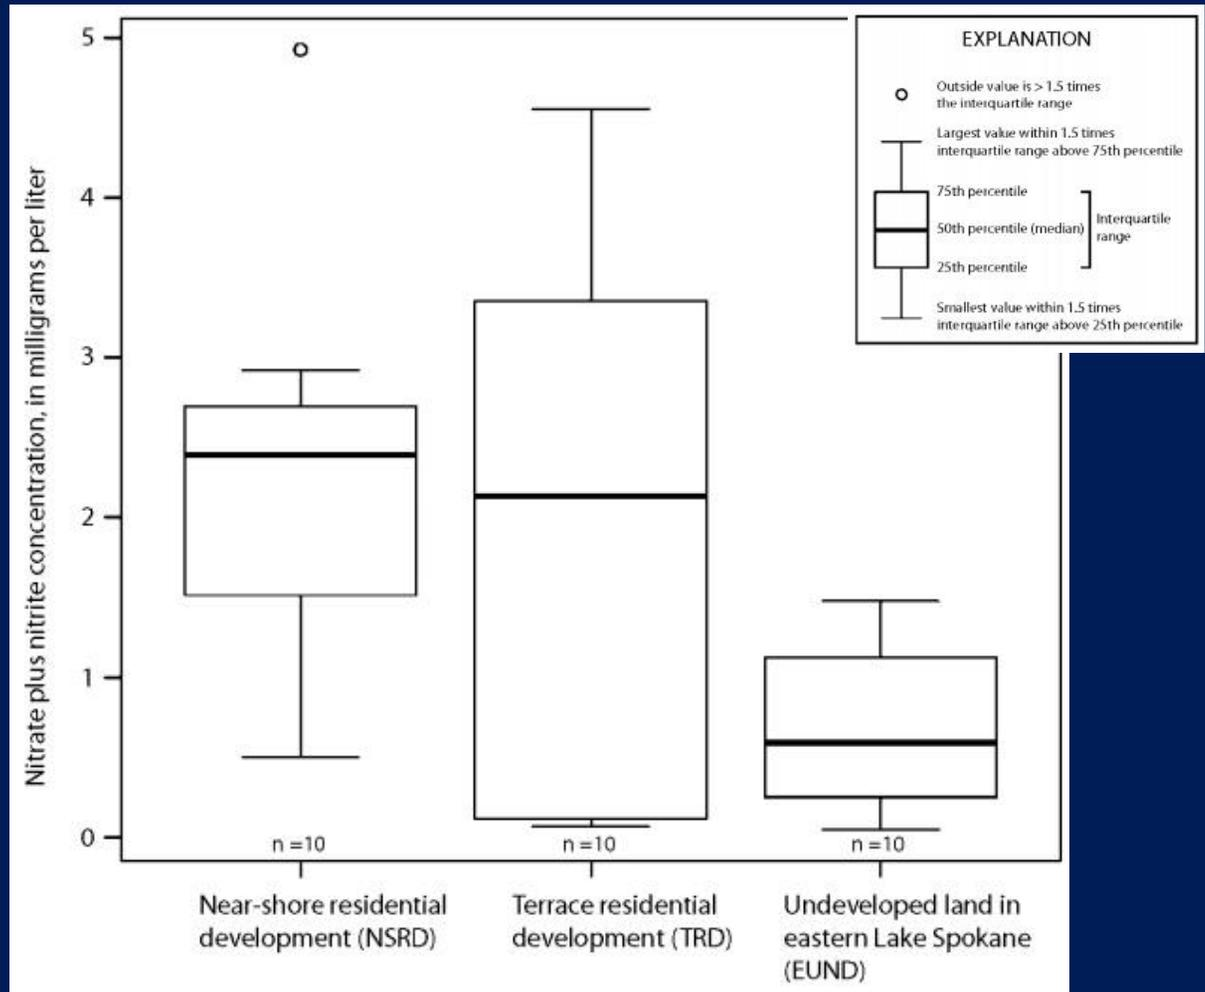 Nitrate plus nitrite concentration, in milligrams per liter
5
4
3
2
1
0
n =10
n =10
n =10
Near-shore residential
development (NSRD)
Terrace residential
development (TRD)
Undeveloped land in
eastern Lake Spokane
(EUND)
EXPLANATION
Outside value is > 1.5 times
the interquartile range
Largest value within 1.5 times
interquartile range above 75th percentile
75th percentile
50th percentile (median)
25th percentile
Interquartile
range
Smallest value within 1.5 times
interquartile range above 25th percentile